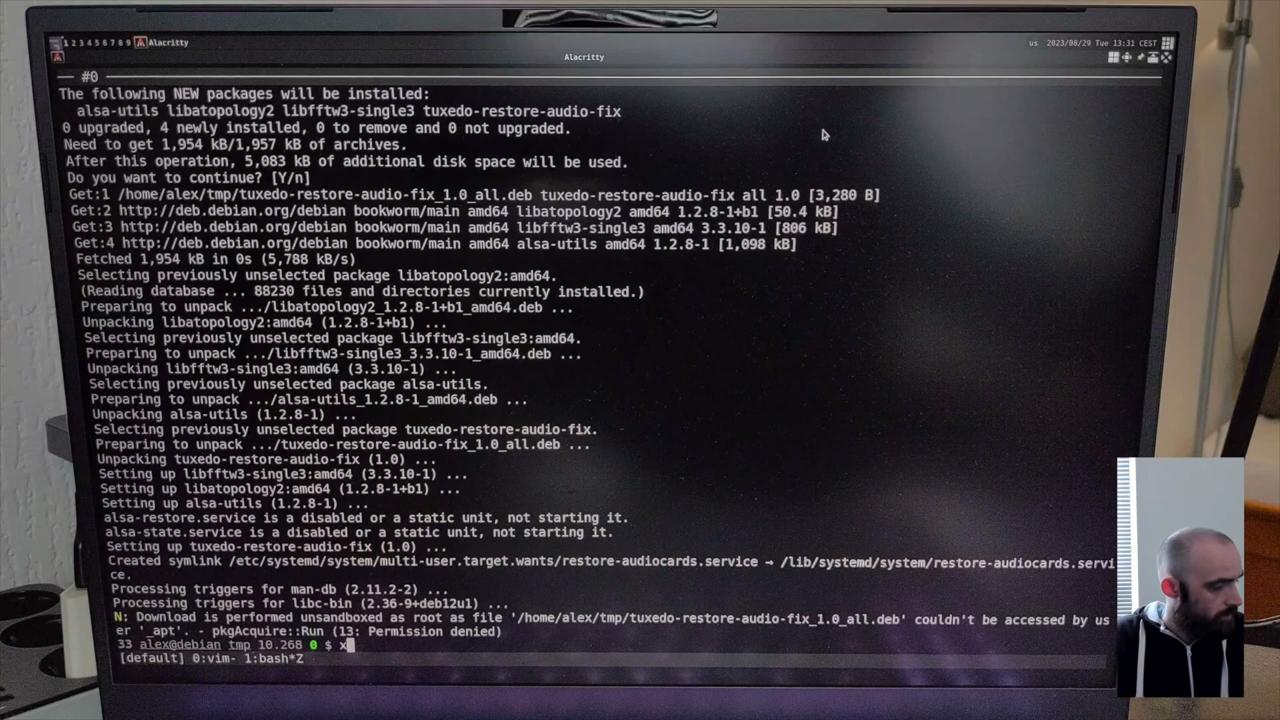 1 2 3 4 5 6 7 8 9 Alacritty
us 2023/08/29 Tue 13:31 CEST
Alacritty
#0
The following NEW packages will be installed:
alsa-utils libatopology2 libfftw3-single3 tuxedo-restore-audio-fix
0 upgraded, 4 newly installed, 0 to remove and 0 not upgraded.
Need to get 1,954 kB/1,957 kB of archives.
After this operation, 5,083 kB of additional disk space will be used.
Do you want to continue? [Y/n]
Get:1 /home/alex/tmp/tuxedo-restore-audio-fix_1.0_all.deb tuxedo-restore-audio-fix all 1.0 [3,280 B]
Get:2 http://deb.debian.org/debian bookworm/main amd64 libatopology2 amd64 1.2.8-1+b1 [50.4 kB]
Get:3 http://deb.debian.org/debian bookworm/main amd64 libfftw3-single3 amd64 3.3.10-1 [806 kB]
Get:4 http://deb.debian.org/debian bookworm/main amd64 alsa-utils amd64 1.2.8-1 [1,098 kB]
Fetched 1,954 kB in 0s (5,788 kB/s)
Selecting previously unselected package libatopology2:amd64.
(Reading database ... 88230 files and directories currently installed.)
Preparing to unpack .../libatopology2_1.2.8-1+b1_amd64.deb ...
Unpacking libatopology2:amd64 (1.2.8-1+b1) ...
Selecting previously unselected package libfftw3-single3:amd64.
Preparing to unpack .../libfftw3-single3_3.3.10-1_amd64.deb ...
Unpacking libfftw3-single3:amd64 (3.3.10-1) ...
Selecting previously unselected package alsa-utils.
Preparing to unpack .../alsa-utils_1.2.8-1_amd64.deb ...
Unpacking alsa-utils (1.2.8-1) ...
Selecting previously unselected package tuxedo-restore-audio-fix.
Preparing to unpack .../tuxedo-restore-audio-fix_1.0_all.deb ...
Unpacking tuxedo-restore-audio-fix (1.0) ...
Setting up libfftw3-single3:amd64 (3.3.10-1) ...
Setting up libatopology2:amd64 (1.2.8-1+b1) ...
Setting up alsa-utils (1.2.8-1) ...
alsa-restore.service is a disabled or a static unit, not starting it.
alsa-state.service is a disabled or a static unit, not starting it.
Setting up tuxedo-restore-audio-fix (1.0) ...
Created symlink /etc/systemd/system/multi-user.target.wants/restore-audiocards.service → /lib/systemd/system/restore-audiocards.servi
ce.
Processing triggers for man-db (2.11.2-2) ...
Processing triggers for libc-bin (2.36-9+deb12u1) ...
N: Download is performed unsandboxed as root as file '/home/alex/tmp/tuxedo-restore-audio-fix_1.0_all.deb' couldn't be accessed by us
er '_apt'. - pkgAcquire::Run (13: Permission denied)
33 alex@debian tmp 10.268 0 $ x
[default] 0:vim- 1:bash*Z